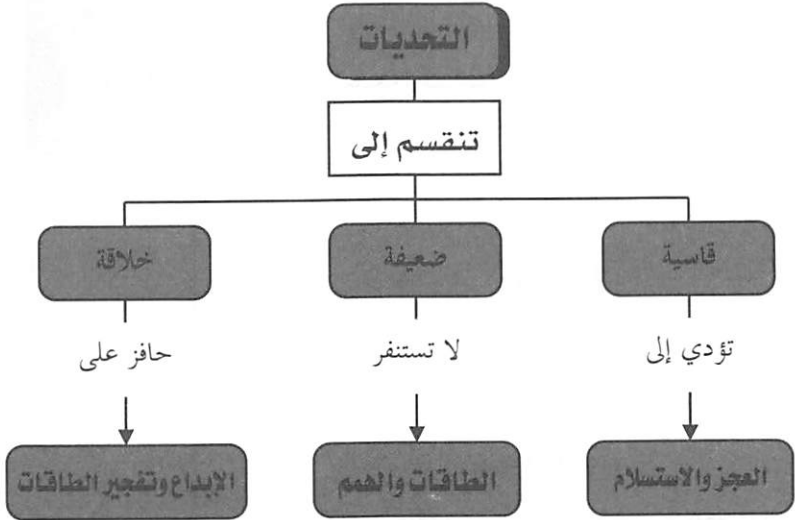 التحديات
تنقسم إلى
قاسية
ضعيفة
خلاقة
تؤدي إلى
لا تستنفر
حافز على
العجز والاستسلام
الطاقات والهمم
الإبداع وتفجير الطاقات